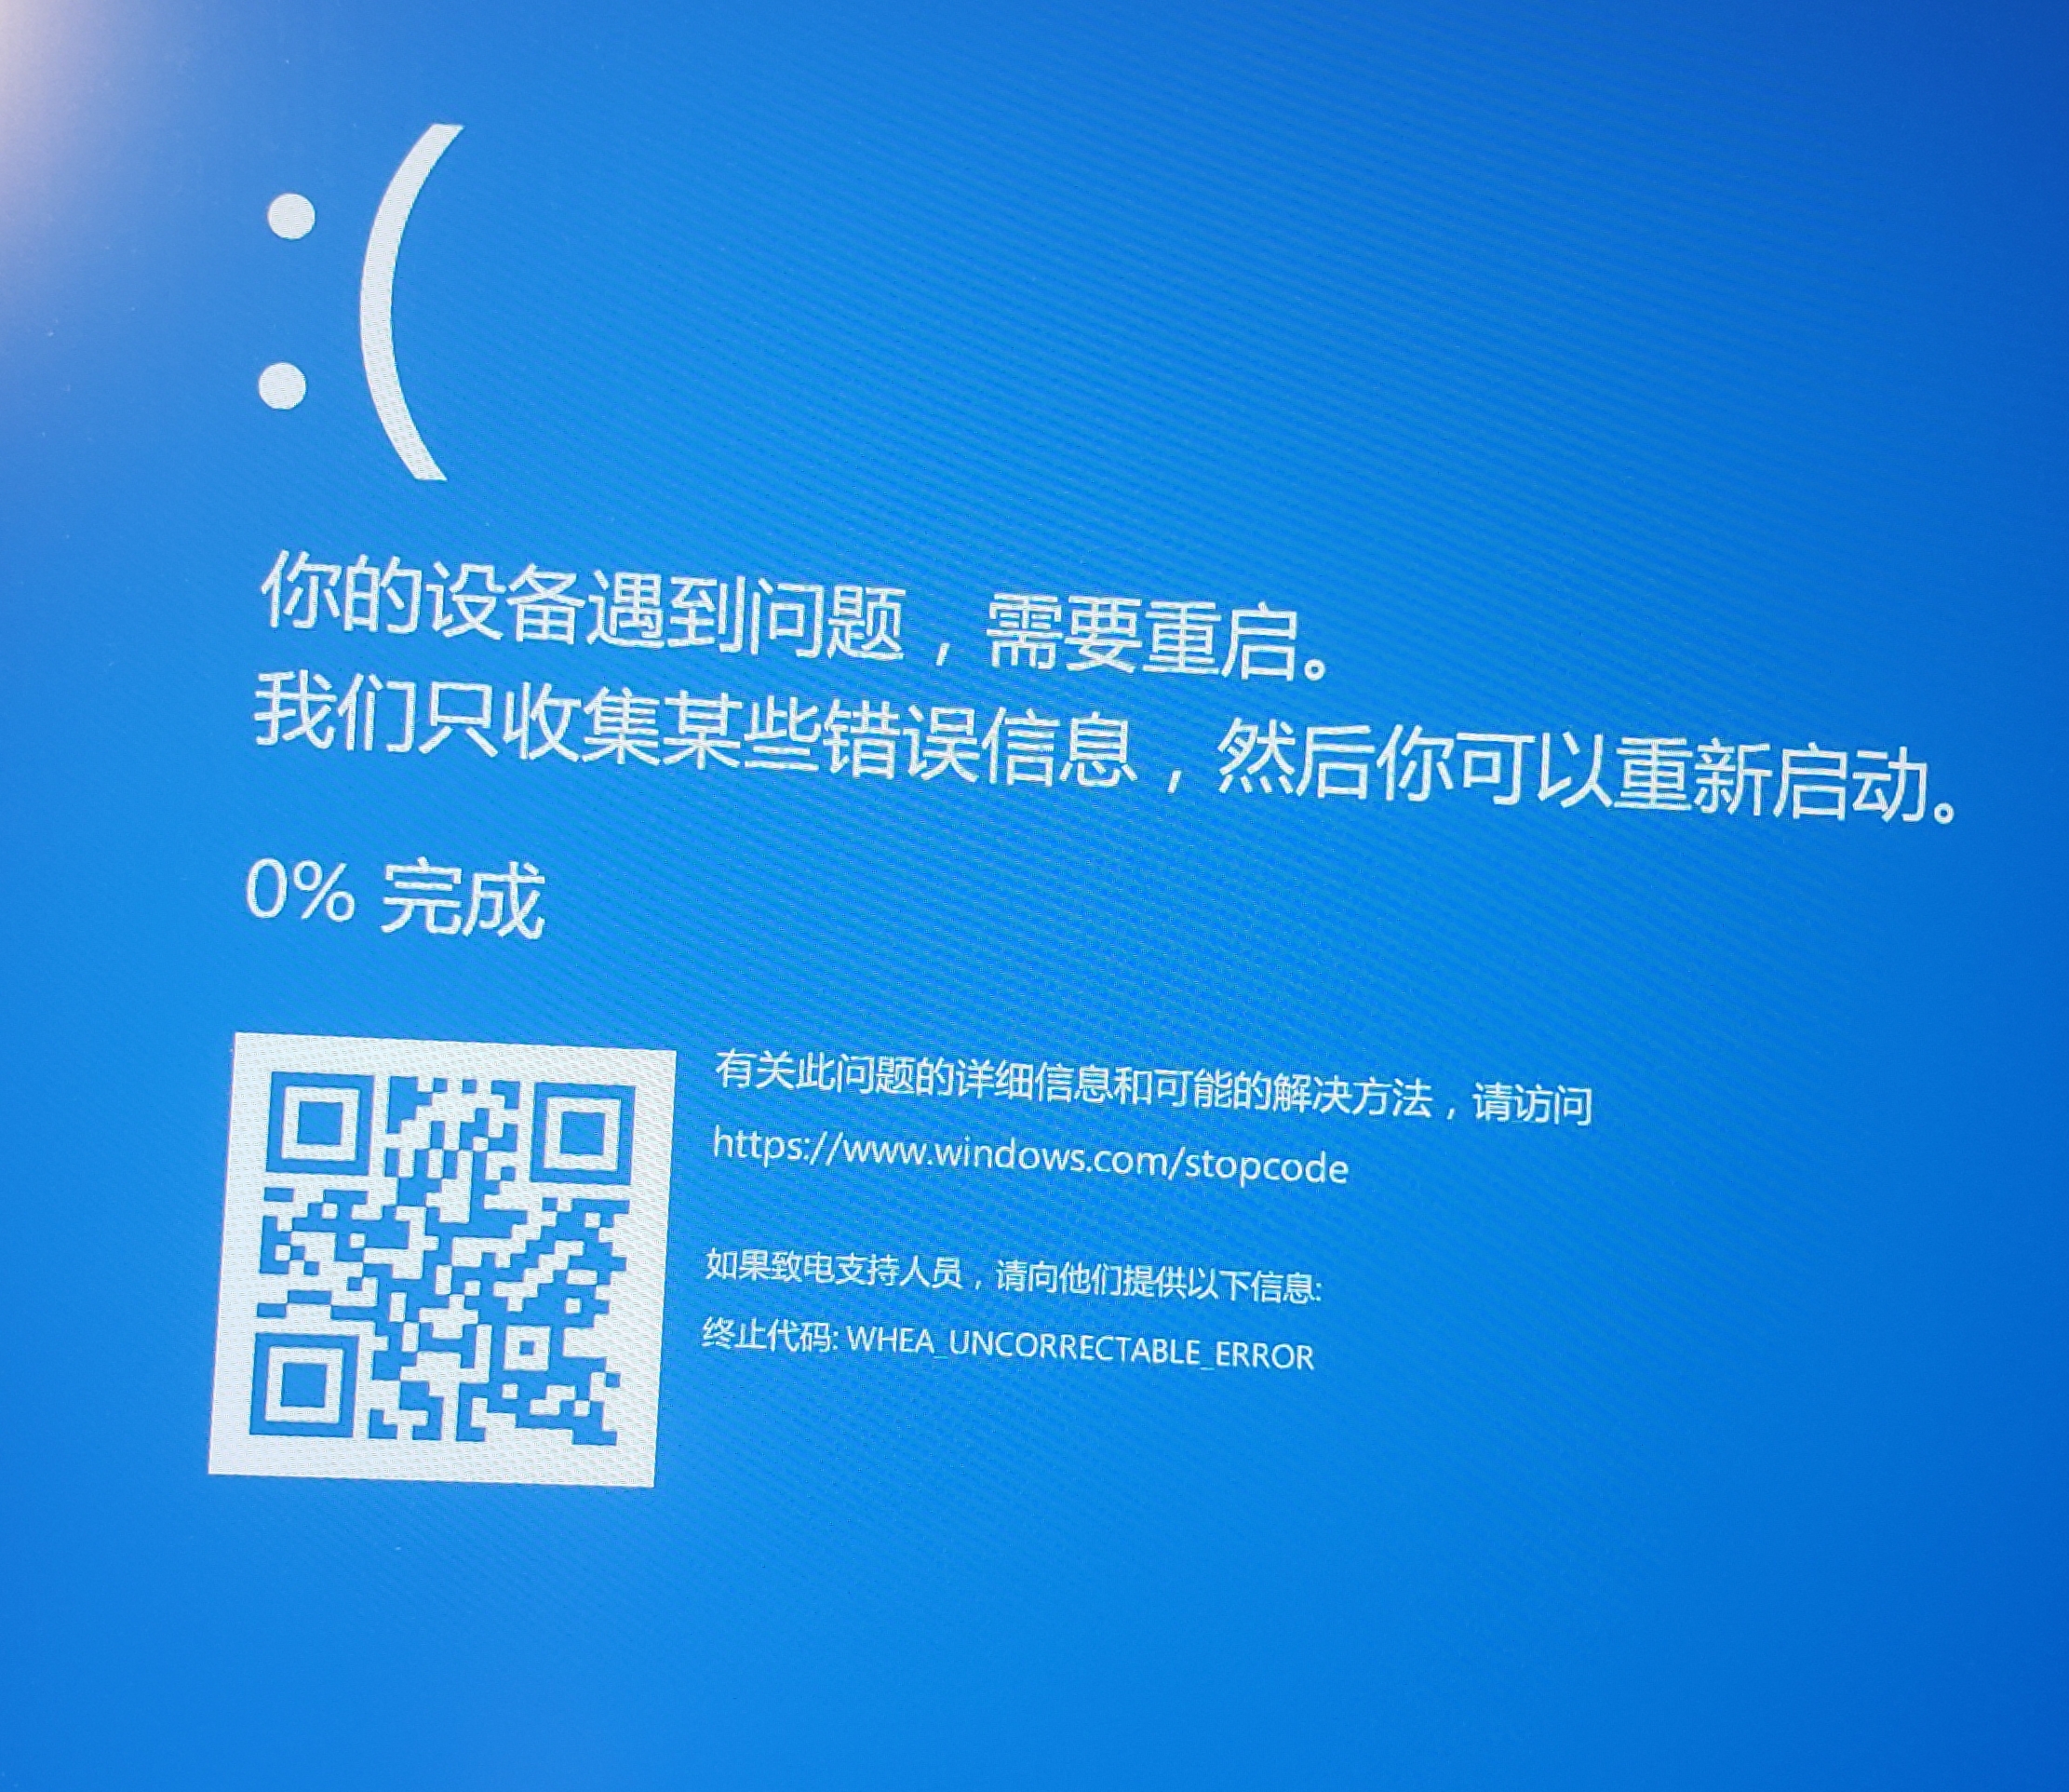 :(
你的设备遇到问题，需要重启。
我们只收集某些错误信息，然后你可以重新启动。
0% 完成
有关此问题的详细信息和可能的解决方法，请访问
https://www.windows.com/stopcode
如果致电支持人员，请向他们提供以下信息:
终止代码: WHEA_UNCORRECTABLE_ERROR